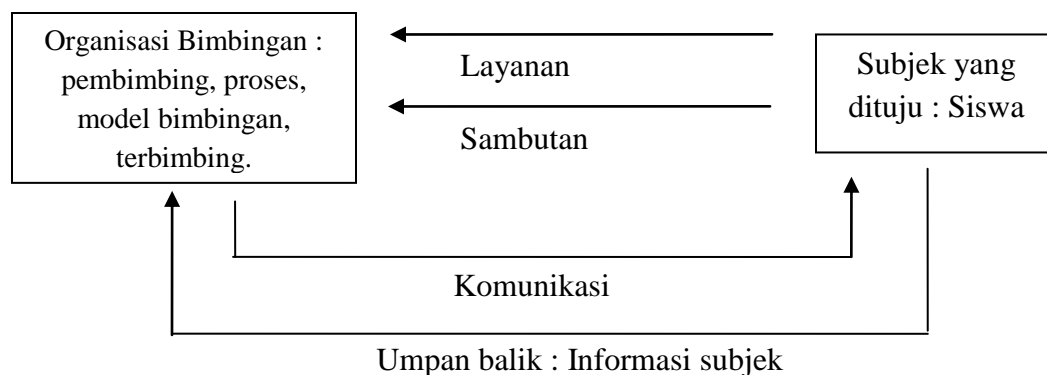 Organisasi Bimbingan :
pembimbing, proses,
model bimbingan,
terbimbing.
Layanan
Sambutan
Subjek yang
dituju : Siswa
Komunikasi
Umpan balik : Informasi subjek